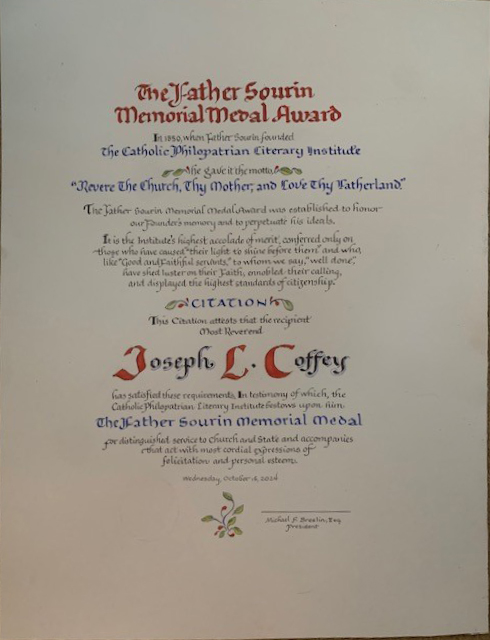 The Father Sourin
Memorial Medal Award
In 1850, when Father Sourin founded
The Catholic Philopatrian Literary Institute
he gave it the motto,
"Revere The Church, Thy Mother, and Love Thy Fatherland."
The Father Sourin Memorial Medal Award was established to honor
our Founder's memory and to perpetuate his ideals.
It is the Institute's highest accolade of merit, conferred only on
those who have caused "their light to shine before them" and who,
like "Good and Faithful servants," to whom we say, "well done",
have shed luster on their Faith, ennobled their calling,
and displayed the highest standards of citizenship."
CITATION
This Citation attests that the recipient
Most Reverend
Joseph L. Coffey
has satisfied these requirements. In testimony of which, the
Catholic Philopatrian Literary Institute bestows upon him
The Father Sourin Memorial Medal
for distinguished service to Church and State and accompanies
that act with most cordial expressions of
felicitation and personal esteem.
Wednesday, October 2024
Michael P. Breslin, Esq.
President